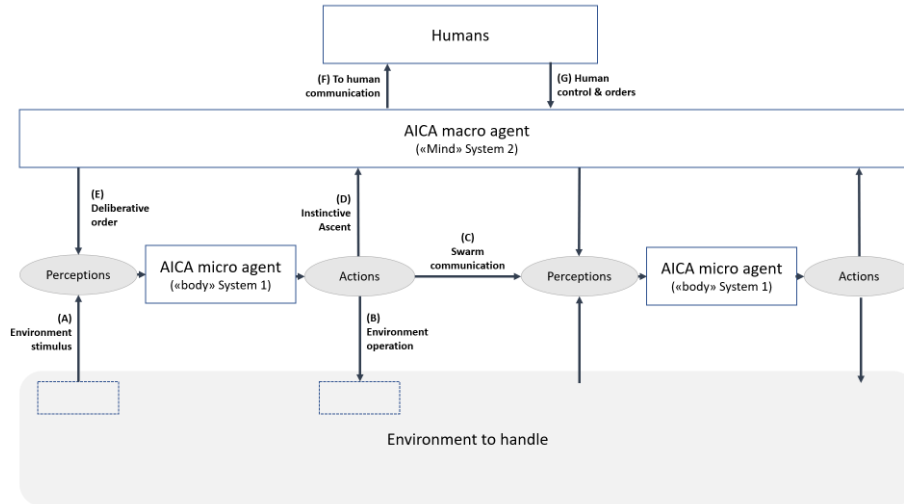 Humans
(F) To human
communication
(G) Human
control & orders
AICA macro agent
(«Mind» System 2)
(E)
Deliberative
order
(D)
Instinctive
Ascent
(C)
Swarm
communication
Perceptions
AICA micro agent
(«body» System 1)
Actions
Perceptions
AICA micro agent
(«body» System 1)
Actions
(A)
Environment
stimulus
(B)
Environment
operation
Environment to handle